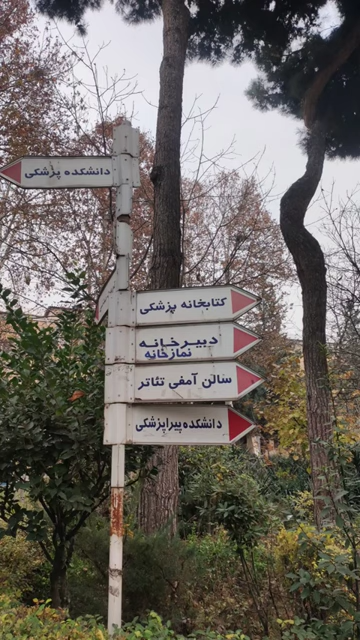 دانشکده پزشکی
کتابخانه پزشکی
دبیرخانه
نمازخانه
سالن آمفی تئاتر
دانشکده پیراپزشکی